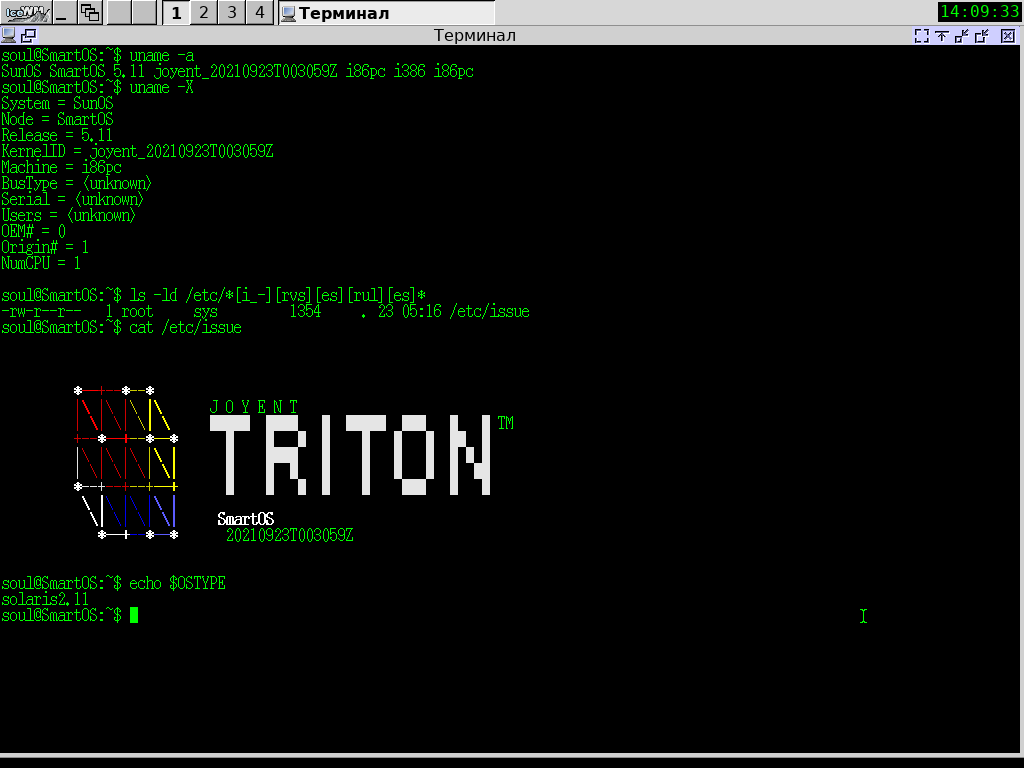 IceWM
1 2 3 4 Терминал 14:09:33
Терминал
soul@SmartOS:~$ uname -a
SunOS SmartOS 5.11 joyent_20210923T003059Z i86pc i386 i86pc
soul@SmartOS:~$ uname -X
System = SunOS
Node = SmartOS
Release = 5.11
KernelID = joyent_20210923T003059Z
Machine = i86pc
BusType = <unknown>
Serial = <unknown>
Users = <unknown>
OEM# = 0
Origin# = 1
NumCPU = 1
soul@SmartOS:~$ ls -ld /etc/*[i_-][rvs][es][rul][es]*
-rw-r--r-- 1 root sys 1354 . 23 05:16 /etc/issue
soul@SmartOS:~$ cat /etc/issue
J O Y E N T
TRITON TM
SmartOS
20210923T003059Z
soul@SmartOS:~$ echo $OSTYPE
solaris2.11
soul@SmartOS:~$